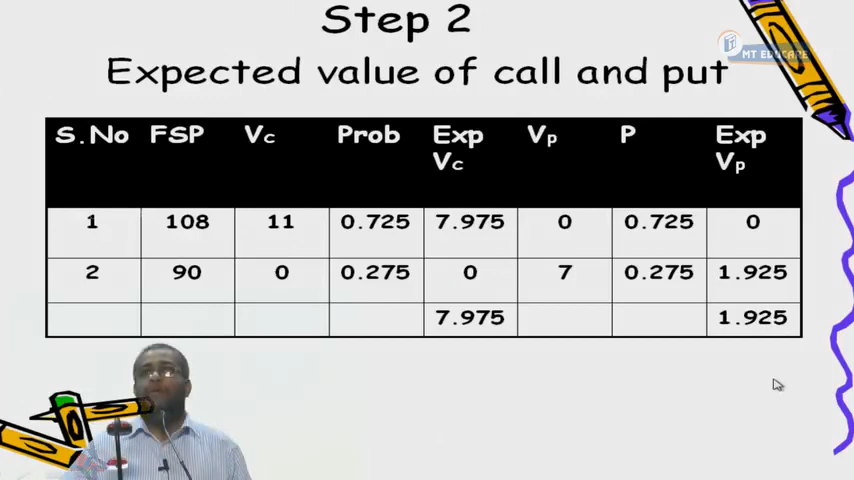 Step 2
MT EDUCARE
Expected value of call and put
S.No FSP Vc Prob Exp Vc Vp P Exp Vp
1 108 11 0.725 7.975 0 0.725 0
2 90 0 0.275 0 7 0.275 1.925
7.975 1.925